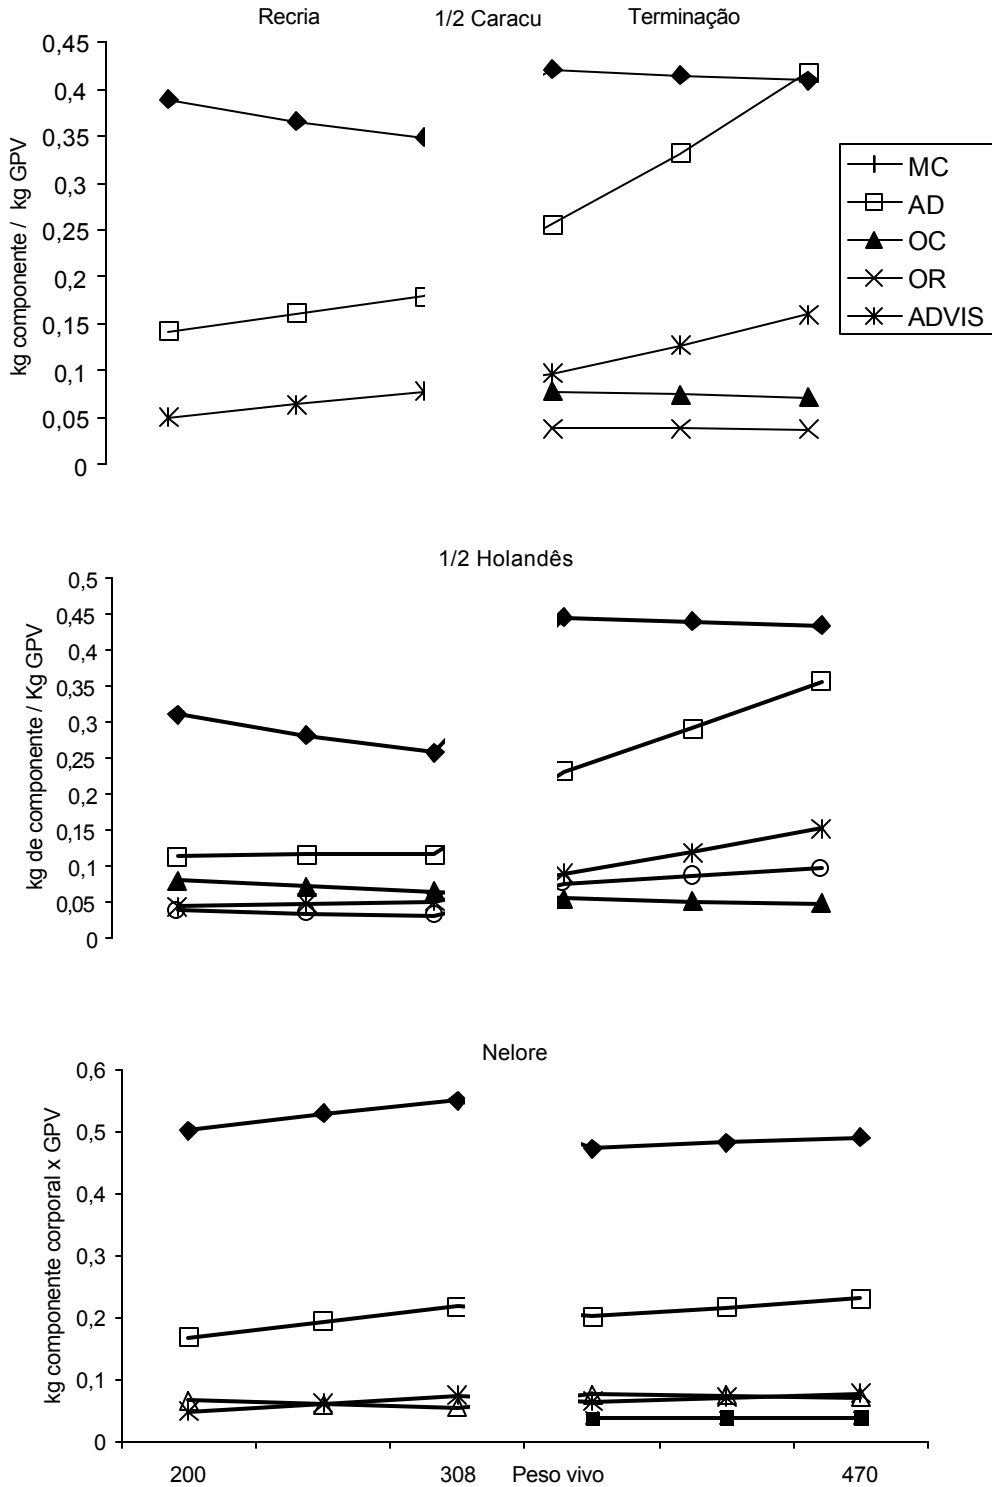 Recria 1/2 Caracu Terminação
kg componente / kg GPV
0,45
0,4
0,35
0,3
0,25
0,2
0,15
0,1
0,05
0
MC
AD
OC
OR
ADVIS
1/2 Holandês
kg de componente / Kg GPV
0,5
0,45
0,4
0,35
0,3
0,25
0,2
0,15
0,1
0,05
0
Nelore
kg componente corporal x GPV
0,6
0,5
0,4
0,3
0,2
0,1
0
200 308 Peso vivo 470